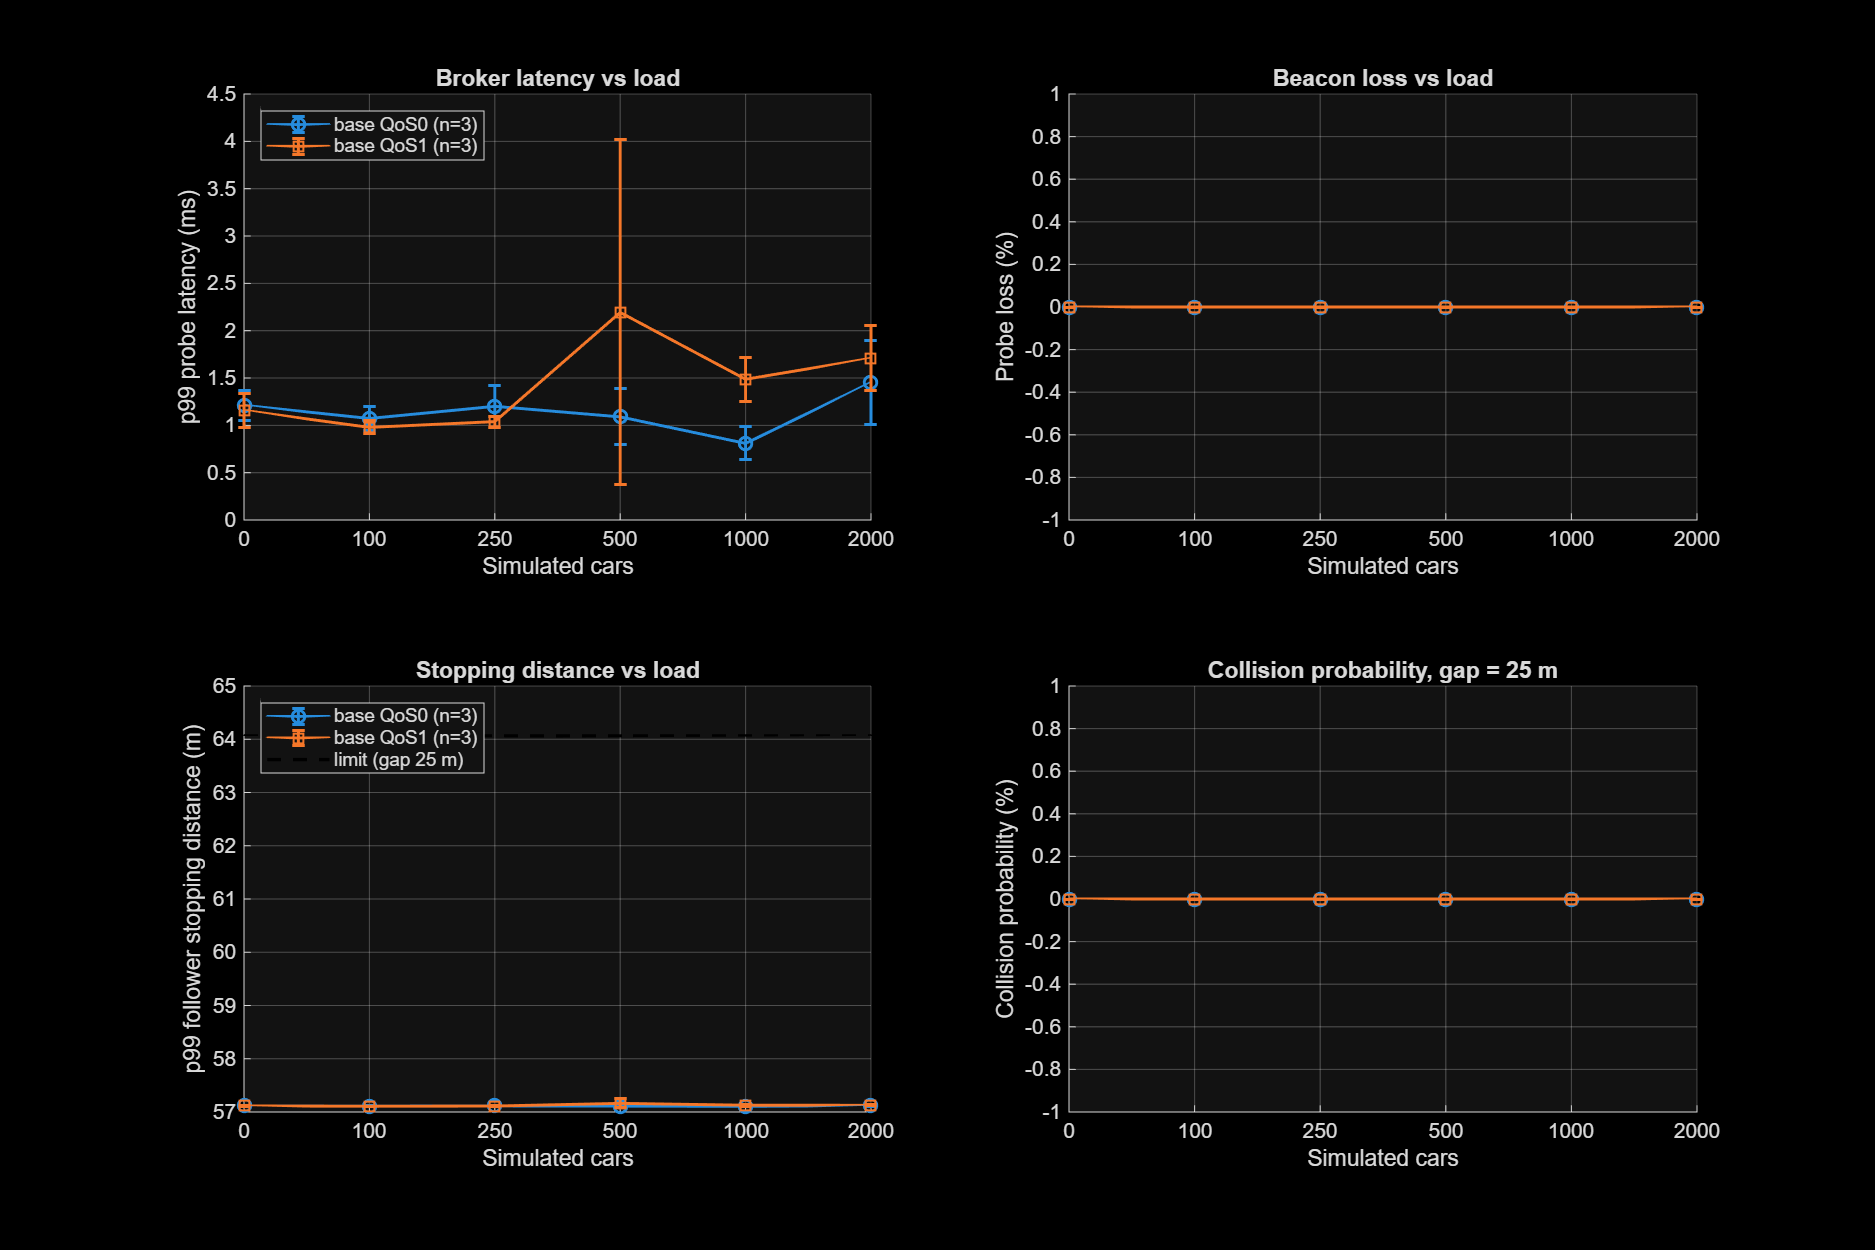 Broker latency vs load
4.5
4
3.5
3
2.5
2
1.5
1
0.5
0
p99 probe latency (ms)
base QoS0 (n=3)
base QoS1 (n=3)
0 100 250 500 1000 2000
Simulated cars
Beacon loss vs load
1
0.8
0.6
0.4
0.2
0
-0.2
-0.4
-0.6
-0.8
-1
Probe loss (%)
0 100 250 500 1000 2000
Simulated cars
Stopping distance vs load
65
64
63
62
61
60
59
58
57
p99 follower stopping distance (m)
base QoS0 (n=3)
base QoS1 (n=3)
limit (gap 25 m)
0 100 250 500 1000 2000
Simulated cars
Collision probability, gap = 25 m
1
0.8
0.6
0.4
0.2
0
-0.2
-0.4
-0.6
-0.8
-1
Collision probability (%)
0 100 250 500 1000 2000
Simulated cars